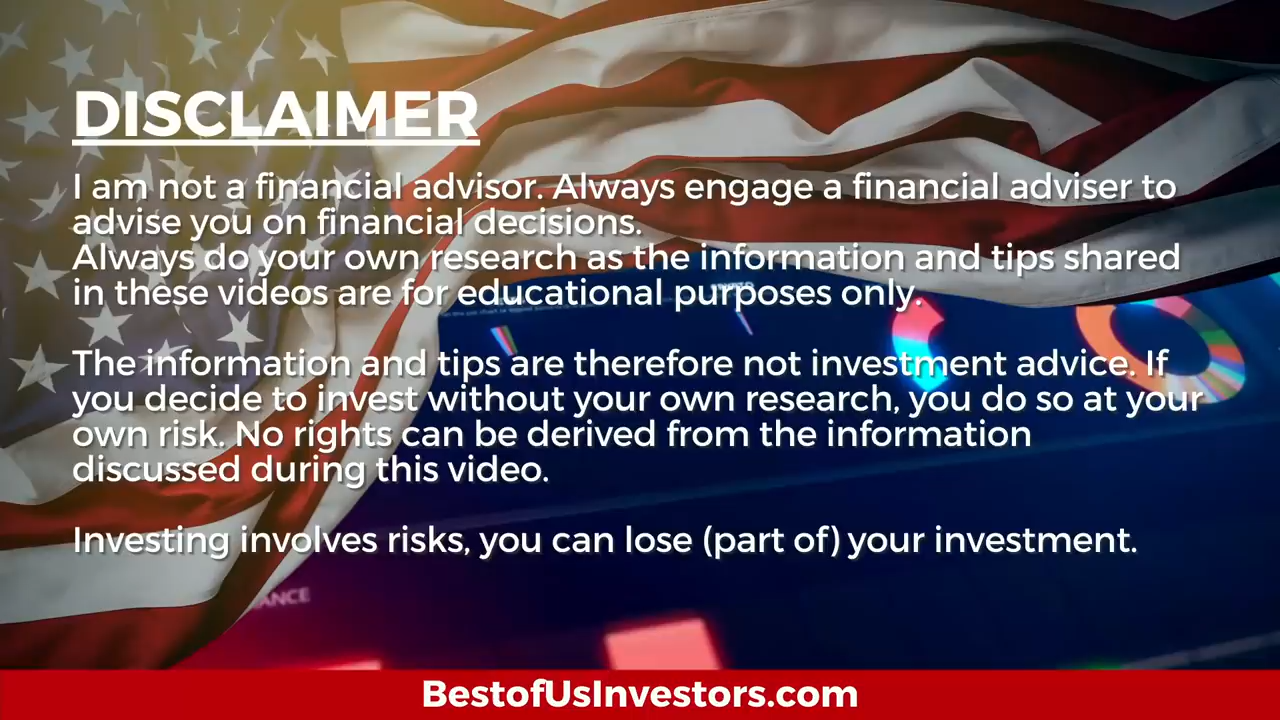 DISCLAIMER
I am not a financial advisor. Always engage a financial adviser to
advise you on financial decisions.
Always do your own research as the information and tips shared
in these videos are for educational purposes only.
The information and tips are therefore not investment advice. If
you decide to invest without your own research, you do so at your
own risk. No rights can be derived from the information
discussed during this video.
Investing involves risks, you can lose (part of) your investment.
BestofUsInvestors.com